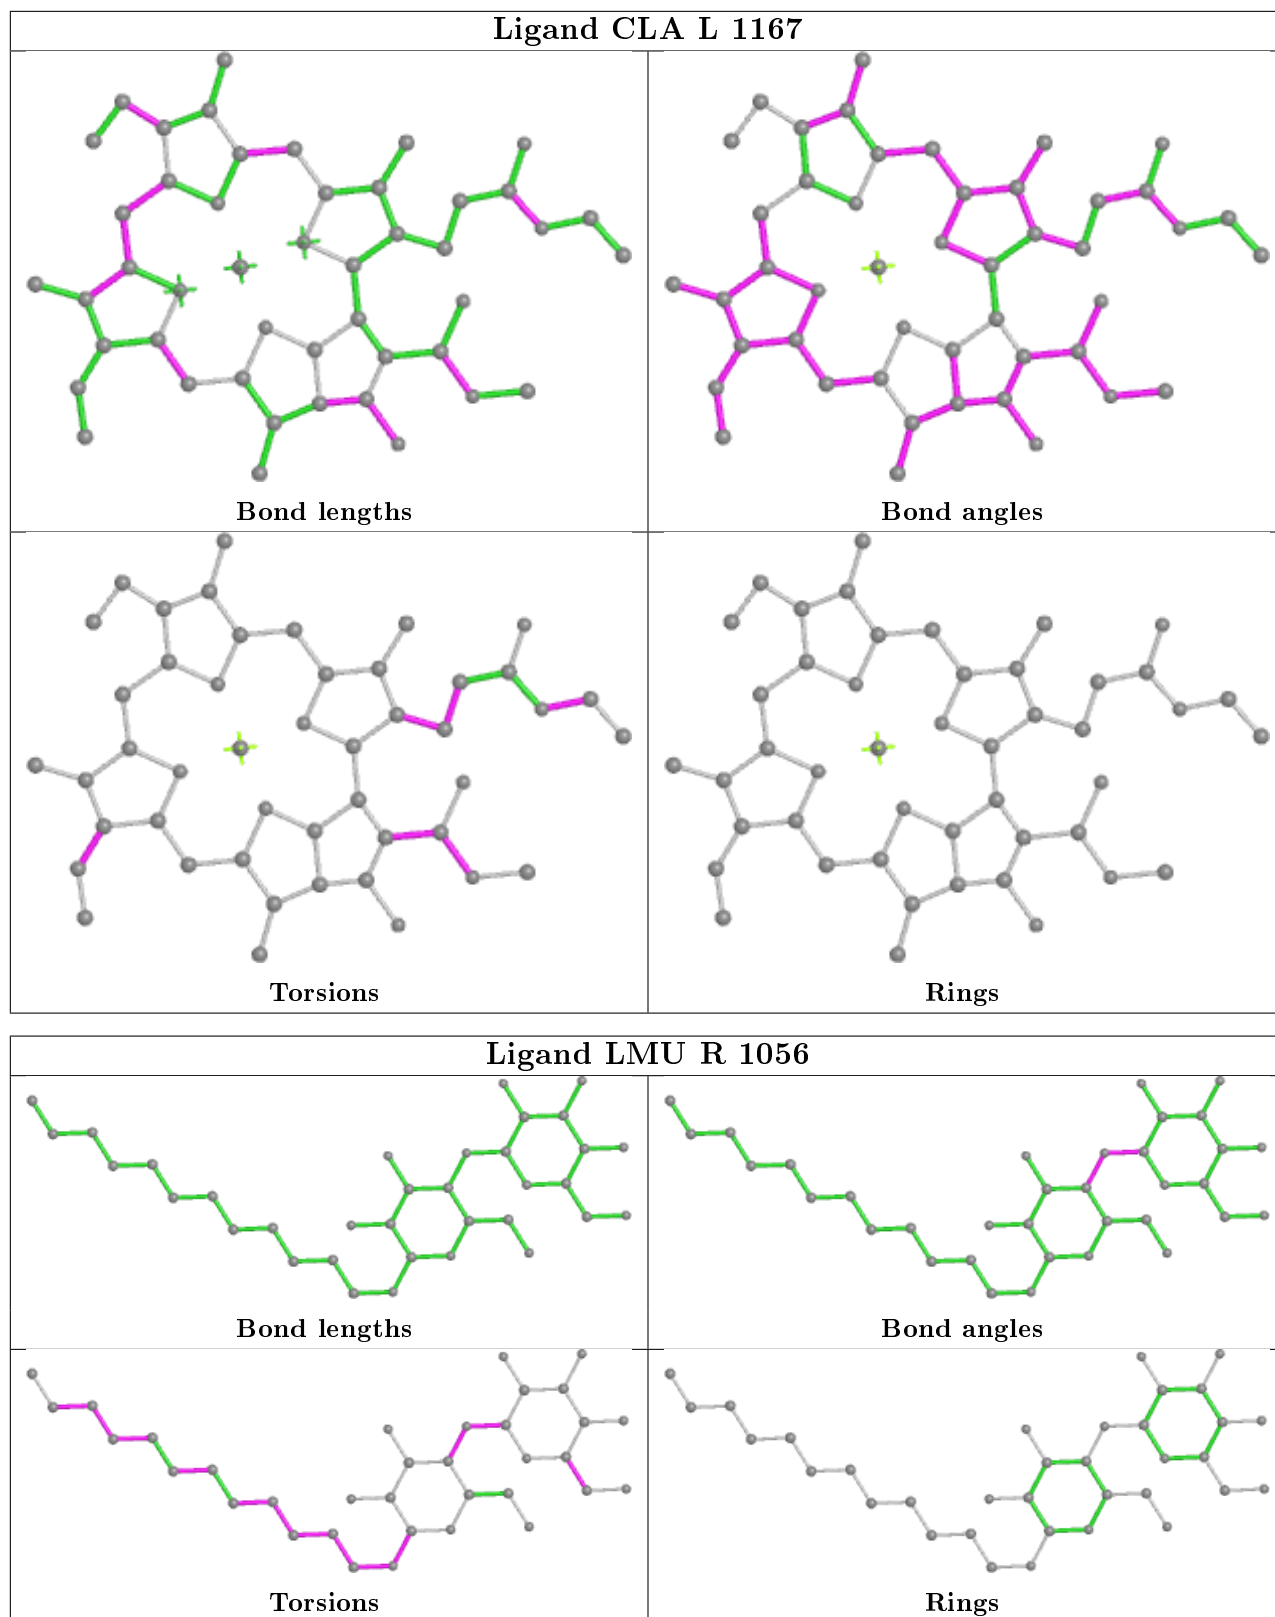 Ligand CLA L 1167
Bond lengths
Bond angles
Torsions
Rings
Ligand LMU R 1056
Bond lengths
Bond angles
Torsions
Rings